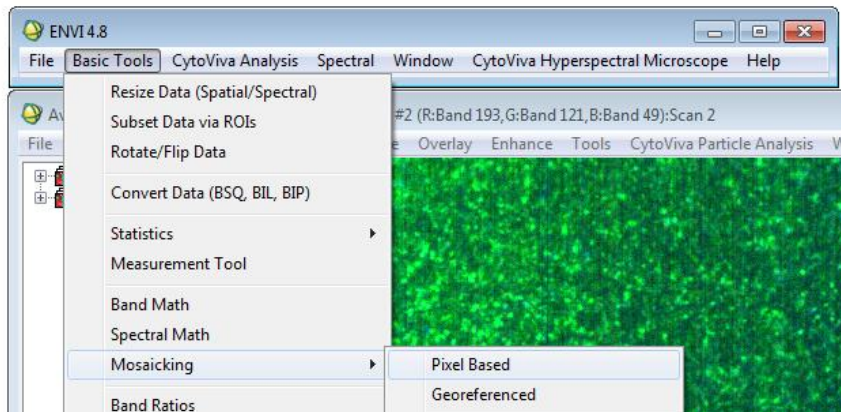 ENVI 4.8
File Basic Tools CytoViva Analysis Spectral Window CytoViva Hyperspectral Microscope Help
Resize Data (Spatial/Spectral)
#2 (R:Band 193,G:Band 121,B:Band 49):Scan 2
Subset Data via ROIs
File Overlay Enhance Tools CytoViva Particle Analysis
Rotate/Flip Data
Convert Data (BSQ, BIL, BIP)
Statistics
Measurement Tool
Band Math
Spectral Math
Mosaicking
Pixel Based
Georeferenced
Band Ratios